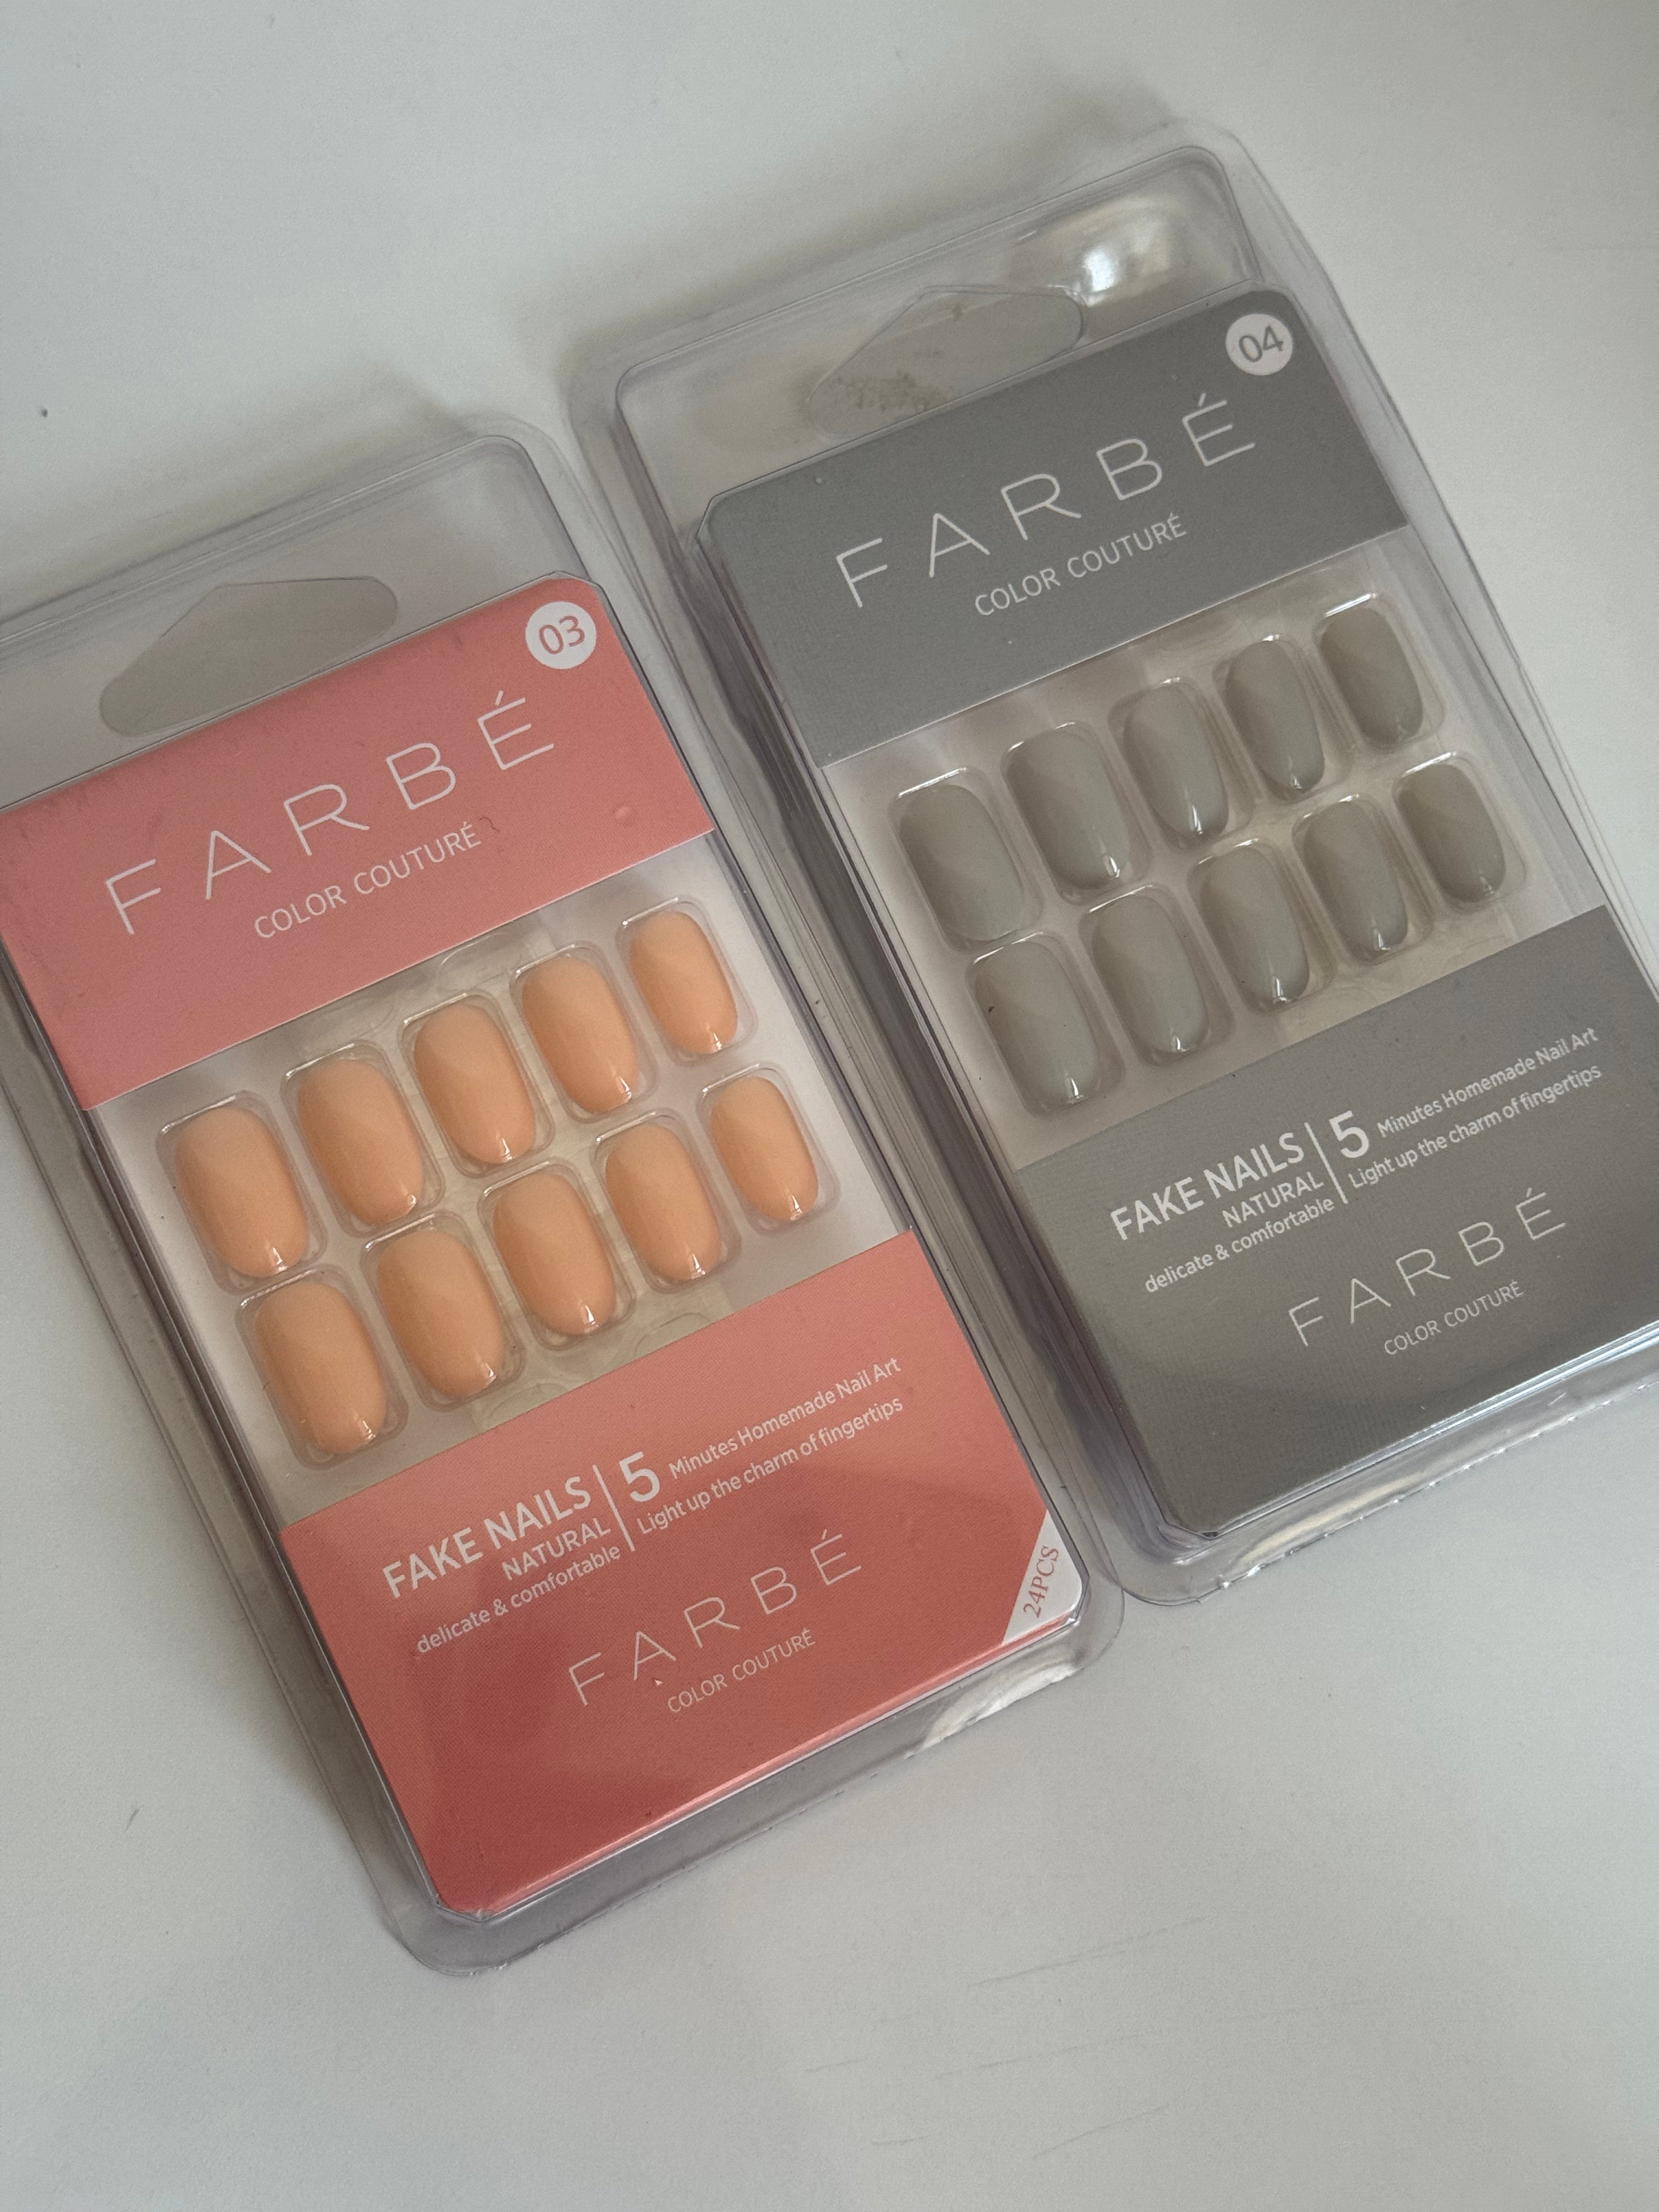 03
FARBÉ
COLOR COUTURÉ
FAKE NAILS
NATURAL
delicate & comfortable
5 Minutes Homemade Nail Art
Light up the charm of fingertips
FARBÉ
COLOR COUTURÉ
24PCS
04
FARBÉ
COLOR COUTURÉ
FAKE NAILS
NATURAL
delicate & comfortable
5 Minutes Homemade Nail Art
Light up the charm of fingertips
FARBÉ
COLOR COUTURÉ